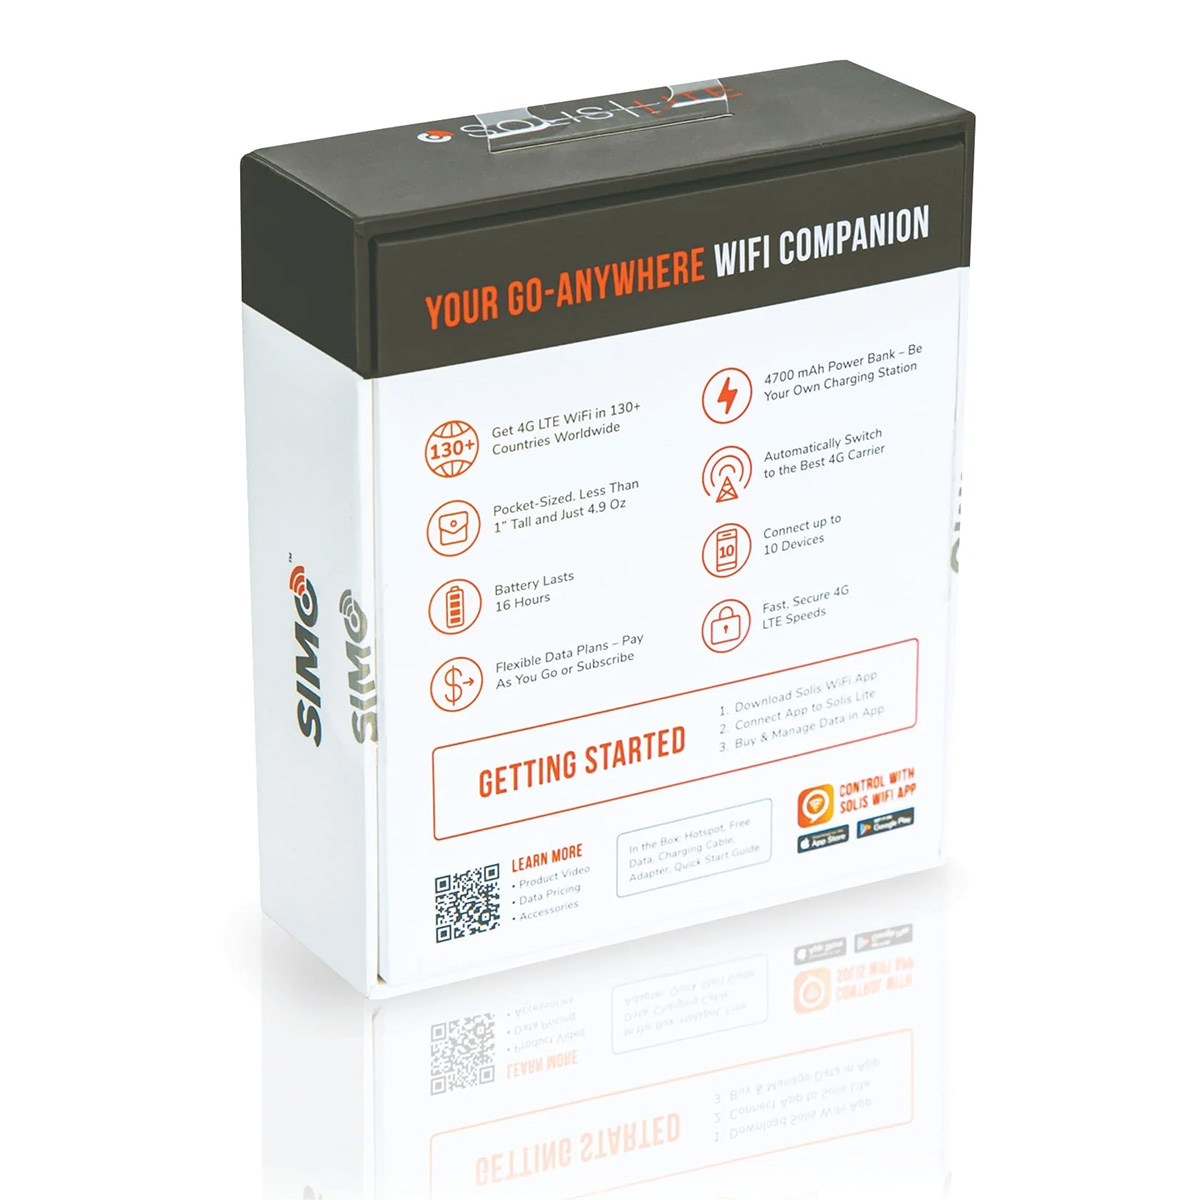 SOLIS LITE
YOUR GO-ANYWHERE WIFI COMPANION
130+
Get 4G LTE WiFi in 130+
Countries Worldwide
Pocket-Sized. Less Than
1" Tall and Just 4.9 Oz
Battery Lasts
16 Hours
Flexible Data Plans – Pay
As You Go or Subscribe
4700 mAh Power Bank – Be
Your Own Charging Station
Automatically Switch
to the Best 4G Carrier
10
Connect up to
10 Devices
Fast, Secure 4G
LTE Speeds
GETTING STARTED
1. Download Solis WiFi App
2. Connect App to Solis Lite
3. Buy & Manage Data in App
LEARN MORE
• Product Video
• Data Pricing
• Accessories
In the Box: Hotspot, Free
Data, Charging Cable,
Adapter, Quick Start Guide
CONTROL WITH
SOLIS WIFI APP
App Store
Google Play
SIMO™
SIMO